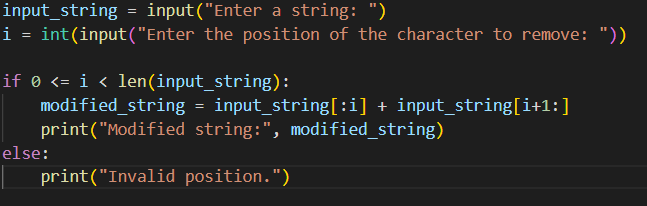 input_string = input("Enter a string: ")
i = int(input("Enter the position of the character to remove: "))

if 0 <= i < len(input_string):
    modified_string = input_string[:i] + input_string[i+1:]
    print("Modified string:", modified_string)
else:
    print("Invalid position.")